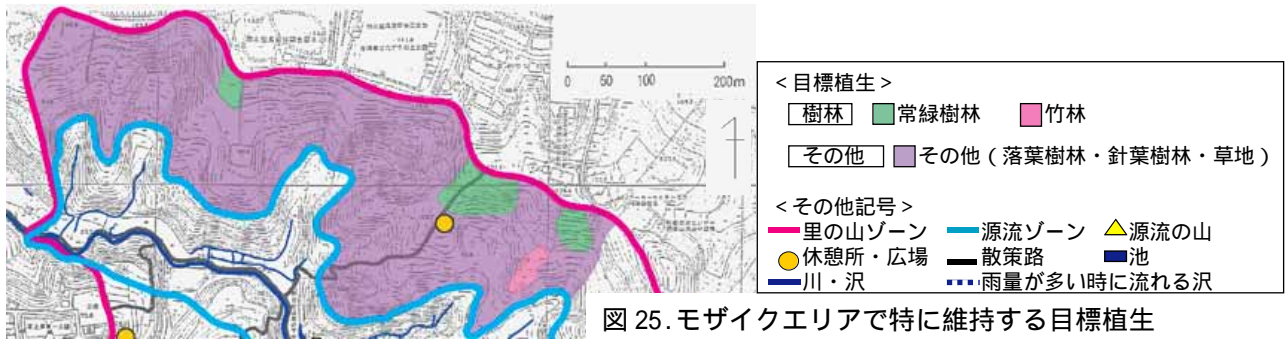 0 50 100 200m
<目標植生>
樹林 常緑樹林 竹林
その他 その他(落葉樹林・針葉樹林・草地)
<その他記号>
里の山ゾーン 源流ゾーン 源流の山
休憩所・広場 散策路 池
川・沢 雨量が多い時に流れる沢
図 25.モザイクエリアで特に維持する目標植生